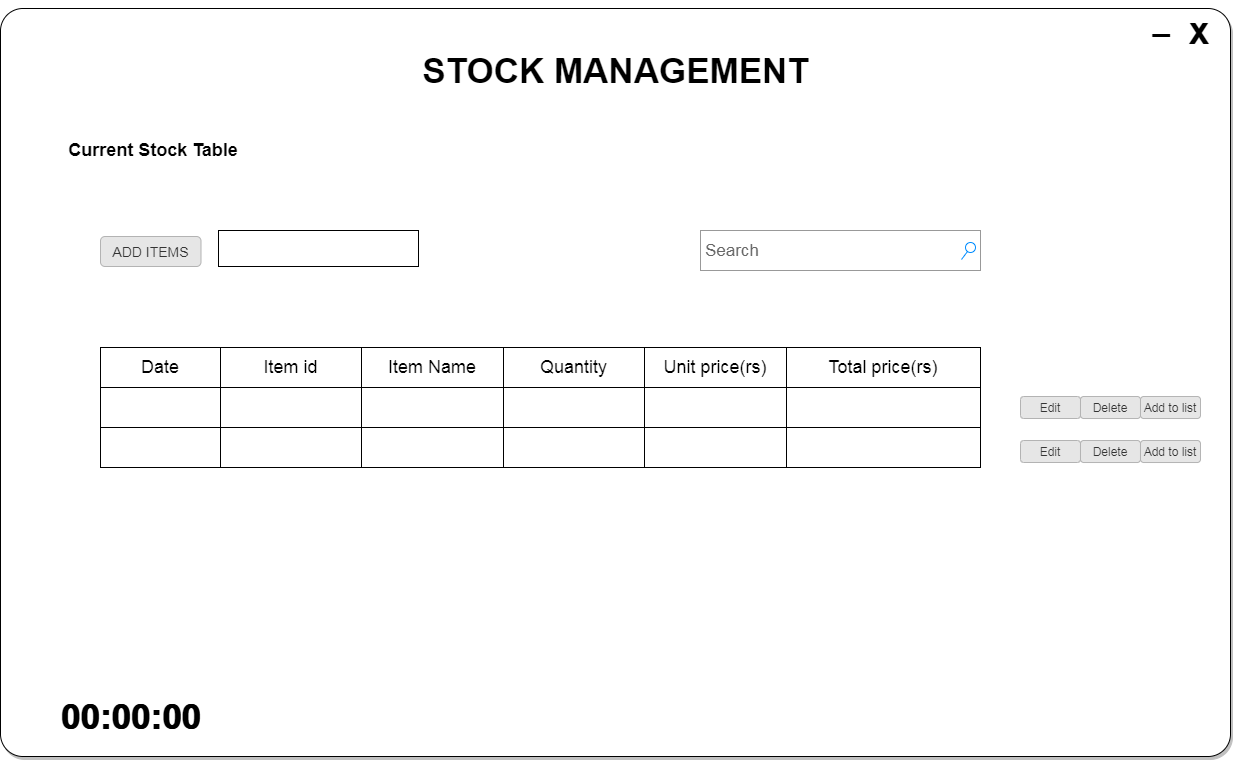 – X
STOCK MANAGEMENT
Current Stock Table
ADD ITEMS Search
Date Item id Item Name Quantity Unit price(rs) Total price(rs)
Edit Delete Add to list
Edit Delete Add to list
00:00:00